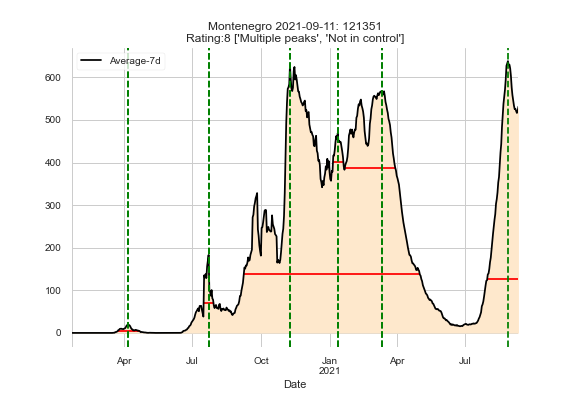 Montenegro 2021-09-11: 121351
Rating:8 ['Multiple peaks', 'Not in control']
Average-7d
600
500
400
300
200
100
0
Apr
Jul
Oct
Jan
2021
Apr
Jul
Date